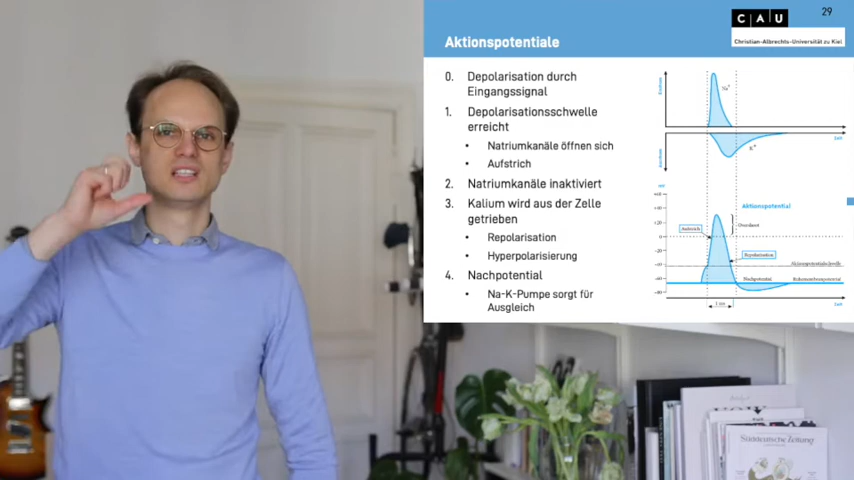 29
CAU
Christian-Albrechts-Universität zu Kiel
Aktionspotentiale
0. Depolarisation durch
Eingangssignal
1. Depolarisationsschwelle
erreicht
• Natriumkanäle öffnen sich
• Aufstrich
2. Natriumkanäle inaktiviert
3. Kalium wird aus der Zelle
getrieben
• Repolarisation
• Hyperpolarisierung
4. Nachpotential
• Na-K-Pumpe sorgt für
Ausgleich
Na+
K+
Aktionspotential
Aufstrich
Overshoot
Repolarisation
Aktionspotentialschwelle
Nachpotential
Ruhemembranpotential
1 ms
Süddeutsche Zeitung